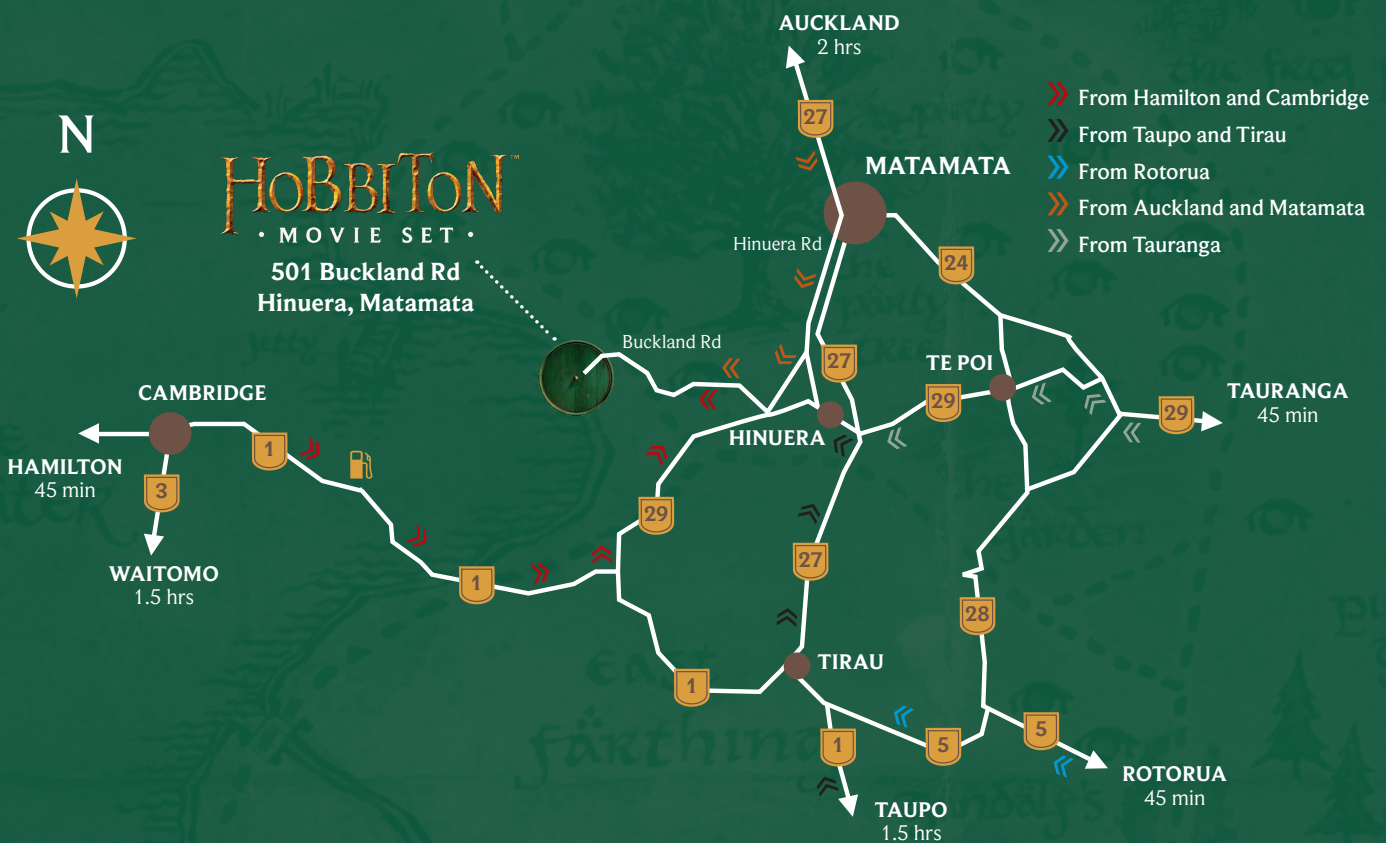 AUCKLAND
2 hrs
27
From Hamilton and Cambridge
From Taupo and Tirau
From Rotorua
From Auckland and Matamata
From Tauranga
N
HOBBITON™
· MOVIE SET ·
501 Buckland Rd
Hinuera, Matamata
MATAMATA
Hinuera Rd
24
Buckland Rd
27
TE POI
29
TAURANGA
45 min
29
CAMBRIDGE
HINUERA
1
HAMILTON
45 min
3
29
WAITOMO
1.5 hrs
1
27
28
TIRAU
1
1
5
5
ROTORUA
45 min
TAUPO
1.5 hrs